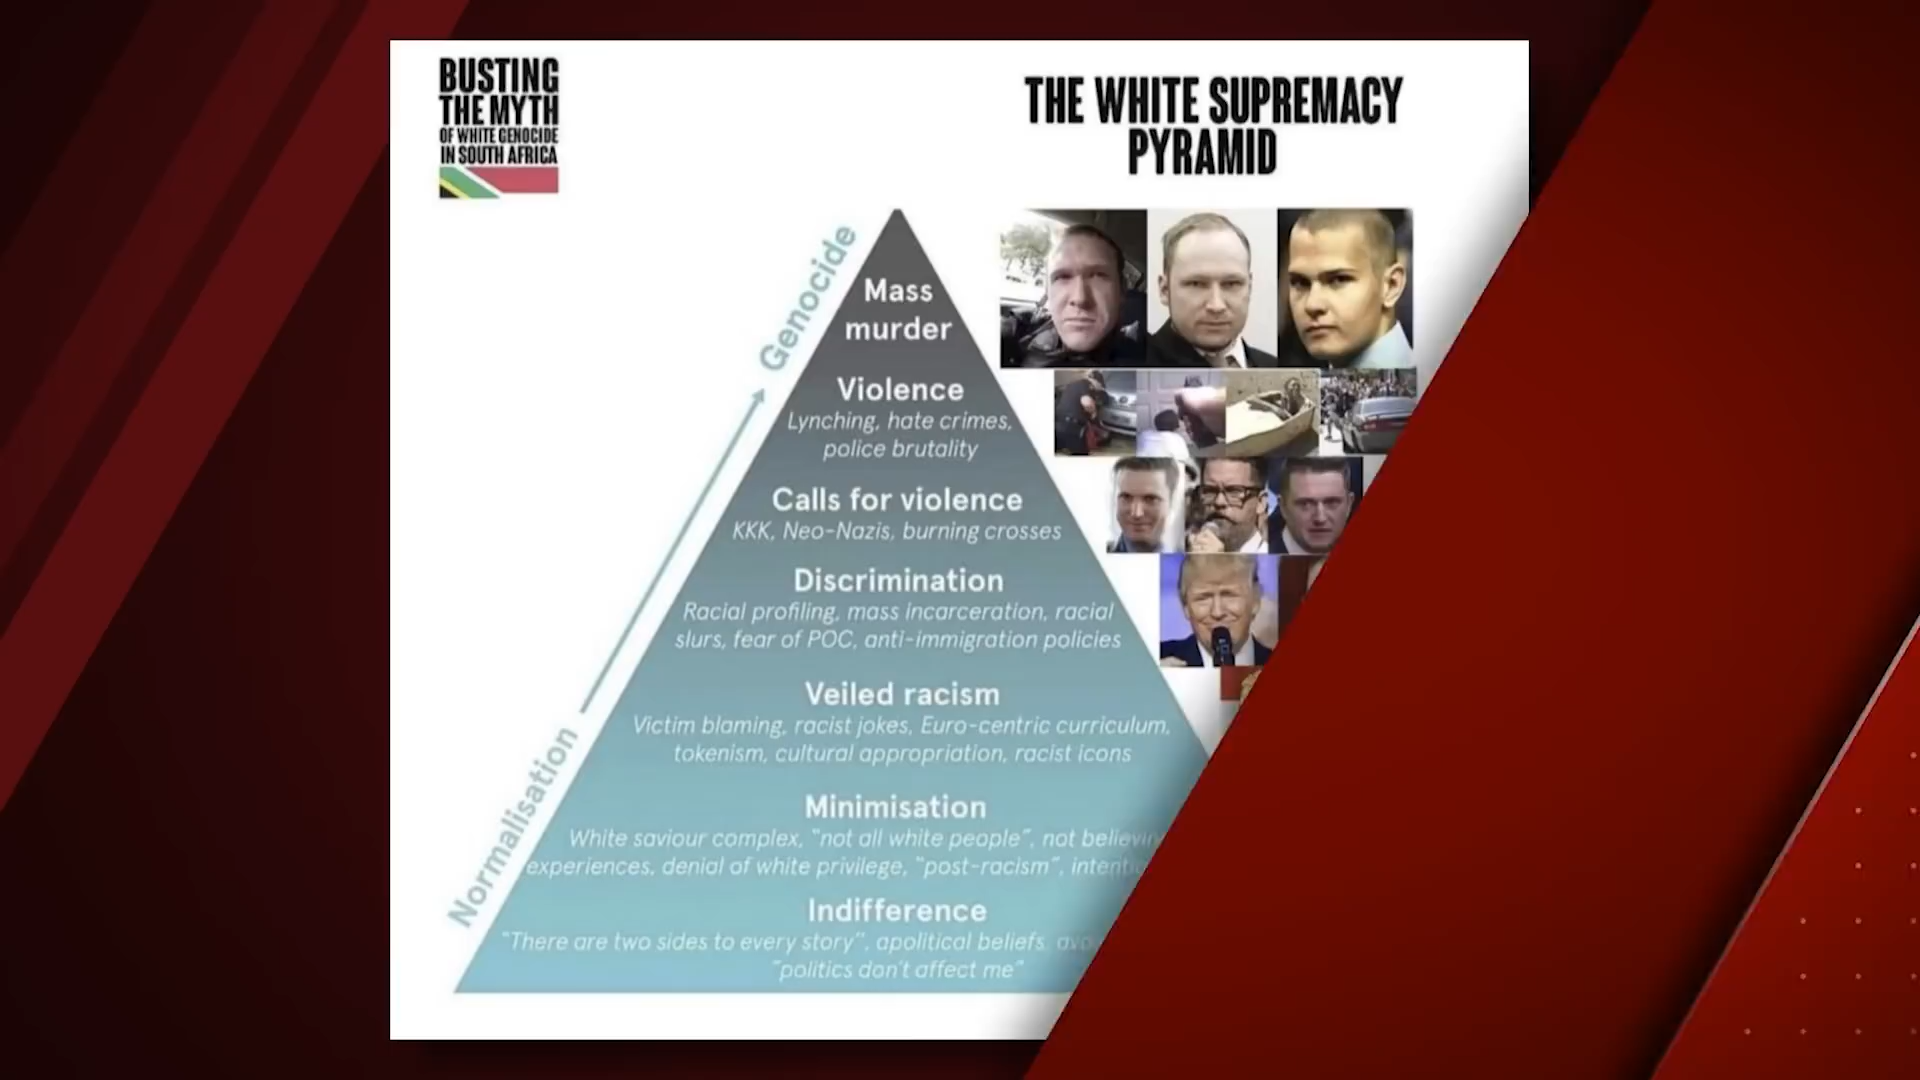 BUSTING
THE MYTH
OF WHITE GENOCIDE
IN SOUTH AFRICA
THE WHITE SUPREMACY
PYRAMID
Genocide
Normalisation
Mass
murder
Violence
Lynching, hate crimes,
police brutality
Calls for violence
KKK, Neo-Nazis, burning crosses
Discrimination
Racial profiling, mass incarceration, racial
slurs, fear of POC, anti-immigration policies
Veiled racism
Victim blaming, racist jokes, Euro-centric curriculum,
tokenism, cultural appropriation, racist icons
Minimisation
White saviour complex, "not all white people", not
experiences, denial of white privilege, "post-racism",
Indifference
"There are two sides to every story", apolitical beliefs
"politics don't affect me"